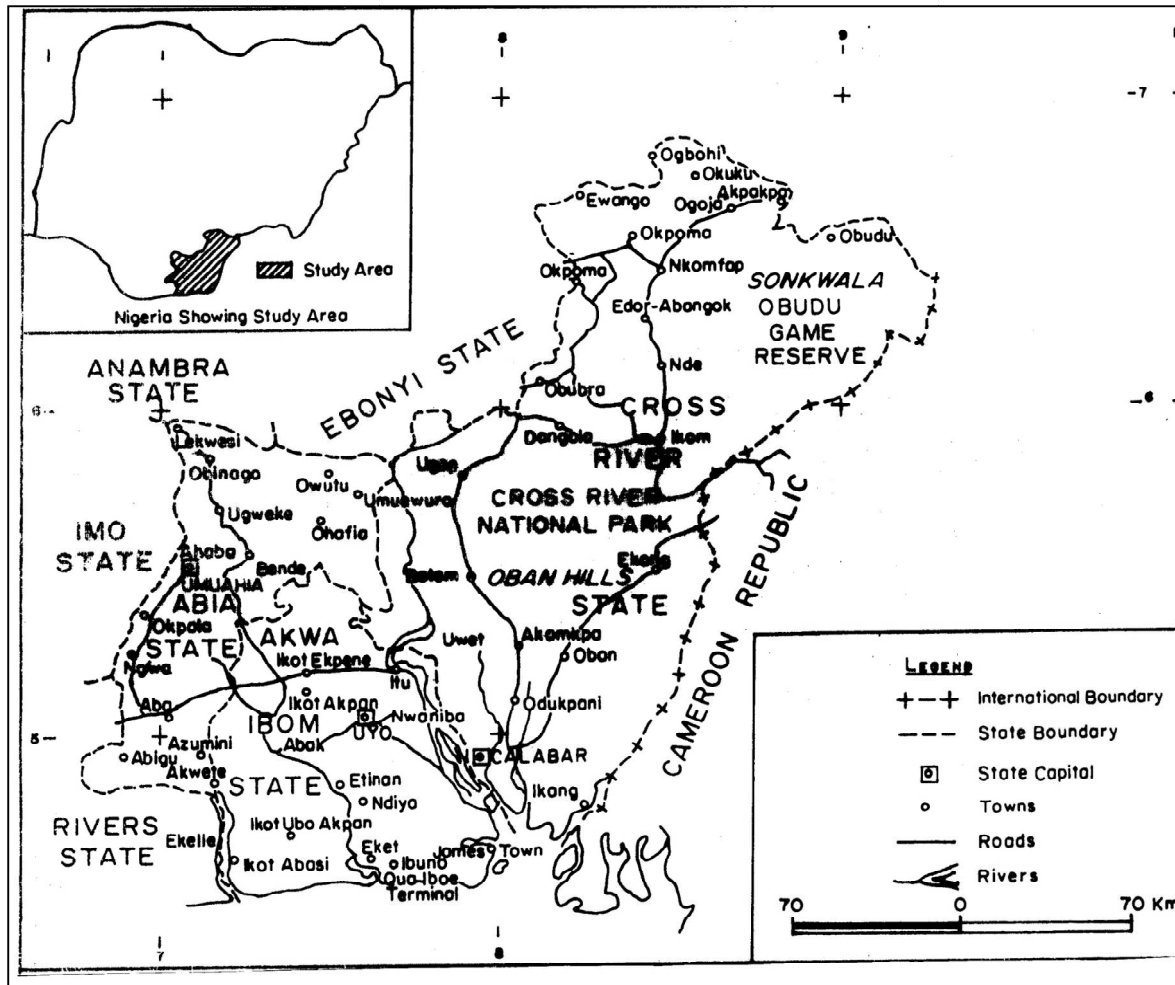 8
9
7
Study Area
Nigeria Showing Study Area
Ogbohi
Okuku
Akpakpa
Ewango
Ogoja
Okpoma
Obudu
Okpoma
Nkomfap
SONKWALA
Edor-Abangok
OBUDU
GAME
RESERVE
Nde
ANAMBRA
STATE
EBONYI STATE
Obubra
6
CROSS
6
Lekwesi
Dangbia
Ikom
RIVER
Obinago
Owutu
Umuewura
CROSS RIVER
NATIONAL PARK
Ugweke
Ohafia
IMO
STATE
Ahaba
Bende
UMUAHIA
Ekang
OBAN HILLS
STATE
CAMEROON REPUBLIC
ABIA
STATE
Okpala
AKWA
Uwet
Akamkpa
Oban
Ikot Ekpene
Itu
Ngwa
Ikot Akpan
Odukpani
Aba
IBOM
Nwaniba
UYO
5
Abak
Azumini
CALABAR
Abigu
Akwete
STATE
Etinan
Ndiya
Ikang
RIVERS
STATE
Ikot Ubo Akpan
Ekelle
Eket
James Town
Ikot Abasi
Ibuno
Qua Iboe
Terminal
7
8
LEGEND
International Boundary
State Boundary
State Capital
Towns
Roads
Rivers
70 0 70 Km